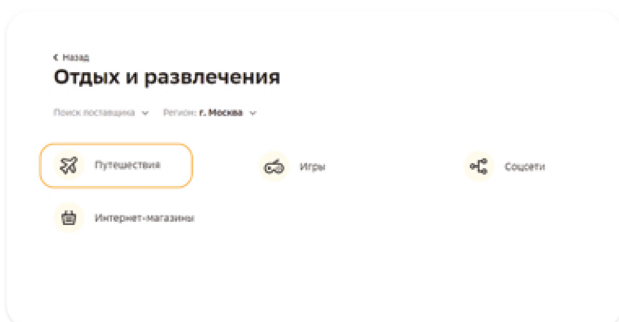 Назад
Отдых и развлечения
Поиск поставщика Регион: г. Москва
Путешествия Игры Соцсети
Интернет-магазины